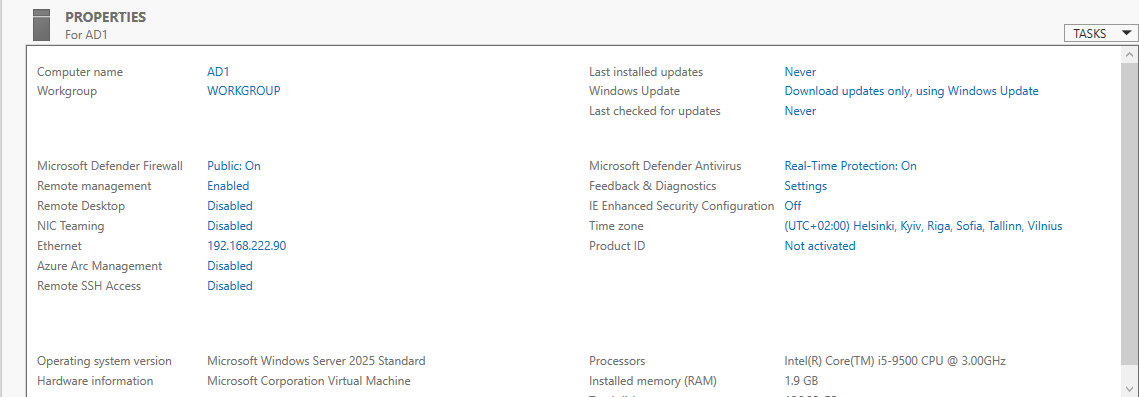 PROPERTIES
For AD1
TASKS
Computer name AD1
Workgroup WORKGROUP
Last installed updates Never
Windows Update Download updates only, using Windows Update
Last checked for updates Never
Microsoft Defender Firewall Public: On
Remote management Enabled
Remote Desktop Disabled
NIC Teaming Disabled
Ethernet 192.168.222.90
Azure Arc Management Disabled
Remote SSH Access Disabled
Microsoft Defender Antivirus Real-Time Protection: On
Feedback & Diagnostics Settings
IE Enhanced Security Configuration Off
Time zone (UTC+02:00) Helsinki, Kyiv, Riga, Sofia, Tallinn, Vilnius
Product ID Not activated
Operating system version Microsoft Windows Server 2025 Standard
Hardware information Microsoft Corporation Virtual Machine
Processors Intel(R) Core(TM) i5-9500 CPU @ 3.00GHz
Installed memory (RAM) 1.9 GB